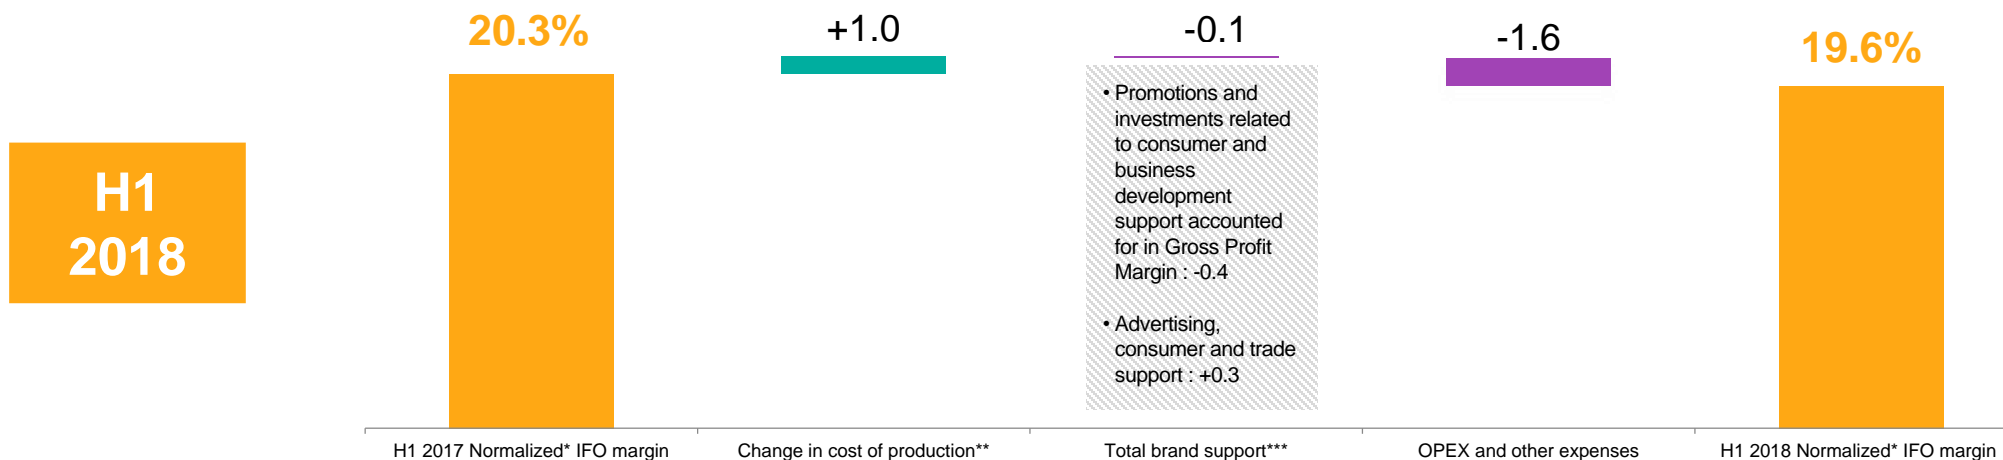 20.3%
+1.0
-0.1
-1.6
19.6%
H1
2018
• Promotions and
investments related
to consumer and
business
development
support accounted
for in Gross Profit
Margin : -0.4
• Advertising,
consumer and trade
support : +0.3
H1 2017 Normalized* IFO margin
Change in cost of production**
Total brand support***
OPEX and other expenses
H1 2018 Normalized* IFO margin